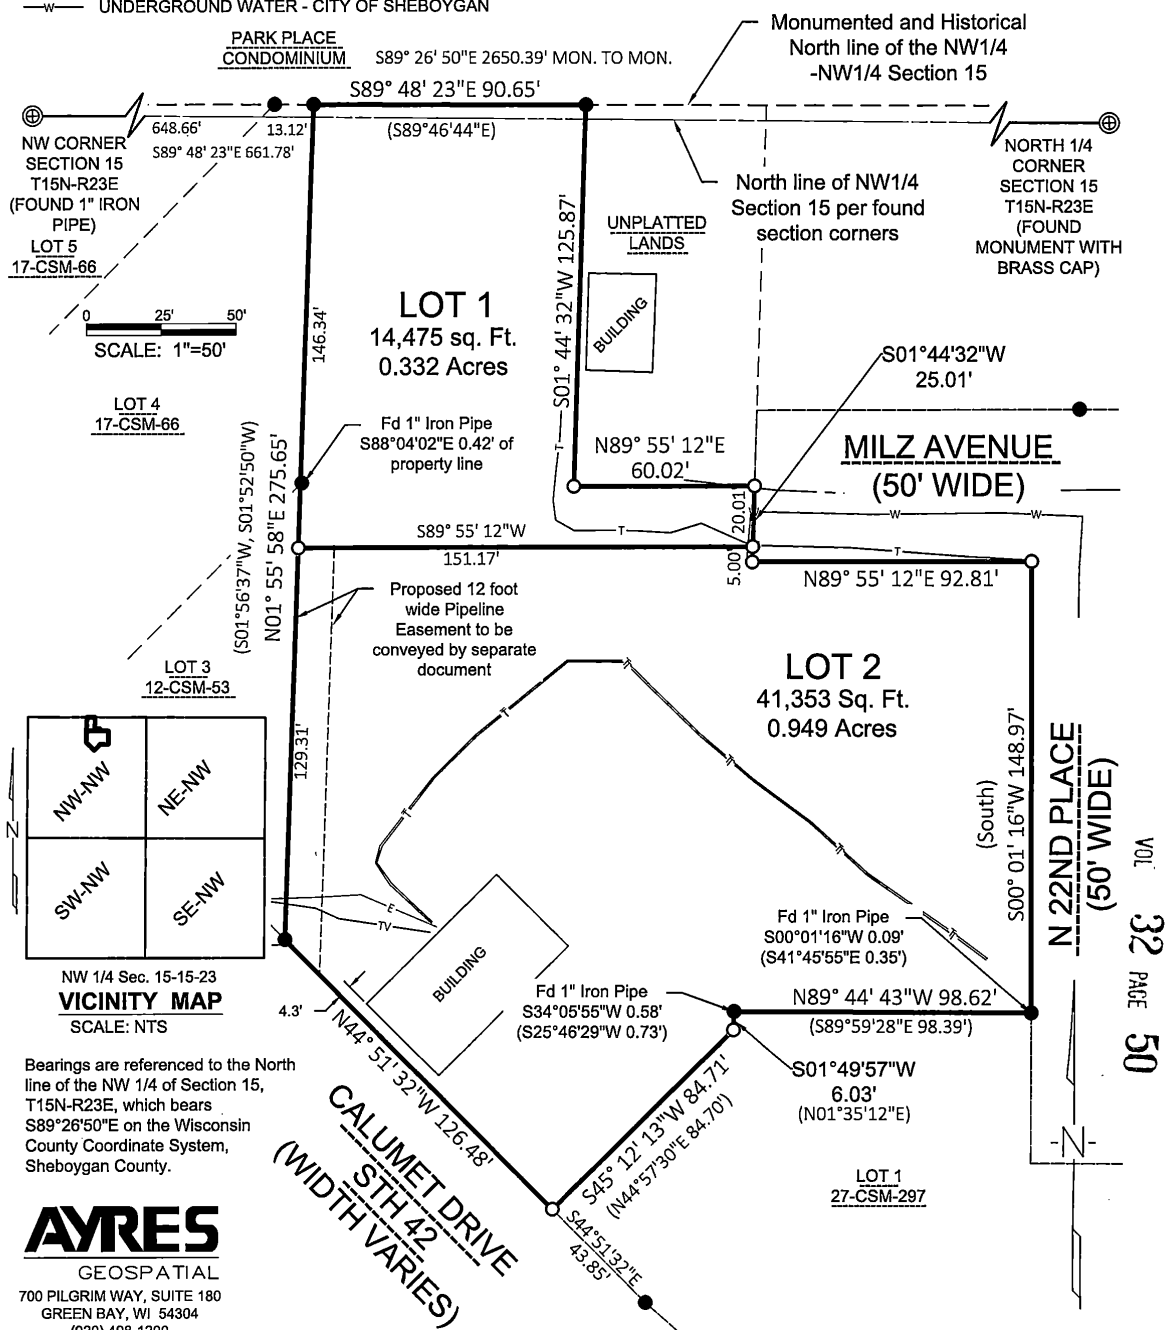 W UNDERGROUND WATER - CITY OF SHEBOYGAN
PARK PLACE
CONDOMINIUM
S89° 26' 50"E 2650.39' MON. TO MON.
Monumented and Historical
North line of the NW1/4
-NW1/4 Section 15
S89° 48' 23"E 90.65'
(S89°46'44"E)
648.66'
13.12'
S89° 48' 23"E 661.78'
NW CORNER
SECTION 15
T15N-R23E
(FOUND 1" IRON
PIPE)
LOT 5
17-CSM-66
NORTH 1/4
CORNER
SECTION 15
T15N-R23E
(FOUND
MONUMENT WITH
BRASS CAP)
North line of NW1/4
Section 15 per found
section corners
UNPLATTED
LANDS
BUILDING
S01° 44' 32"W 125.87'
LOT 1
14,475 sq. Ft.
0.332 Acres
146.34'
0 25' 50'
SCALE: 1"=50'
LOT 4
17-CSM-66
S01°44'32"W
25.01'
Fd 1" Iron Pipe
S88°04'02"E 0.42' of
property line
N89° 55' 12"E
60.02'
T
MILZ AVENUE
(50' WIDE)
(S01°56'37"W, S01°52'50"W)
N01° 55' 58"E 275.65'
20.01
W
W
W
T
T
S89° 55' 12"W
151.17'
5.00'
N89° 55' 12"E 92.81'
Proposed 12 foot
wide Pipeline
Easement to be
conveyed by separate
document
LOT 3
12-CSM-53
LOT 2
41,353 Sq. Ft.
0.949 Acres
129.31'
T
T
NW-NW
NE-NW
SW-NW
SE-NW
N
NW 1/4 Sec. 15-15-23
VICINITY MAP
SCALE: NTS
(South)
S00° 01' 16"W 148.97'
N 22ND PLACE
(50' WIDE)
VOL 32 PAGE 50
E
TV
BUILDING
Fd 1" Iron Pipe
S00°01'16"W 0.09'
(S41°45'55"E 0.35')
Fd 1" Iron Pipe
S34°05'55"W 0.58'
(S25°46'29"W 0.73')
N89° 44' 43"W 98.62'
(S89°59'28"E 98.39')
4.3'
N44° 51' 32"W 126.48'
S01°49'57"W
6.03'
(N01°35'12"E)
S45° 12' 13"W 84.71'
(N44°57'30"E 84.70')
Bearings are referenced to the North
line of the NW 1/4 of Section 15,
T15N-R23E, which bears
S89°26'50"E on the Wisconsin
County Coordinate System,
Sheboygan County.
CALUMET DRIVE
STH 42
(WIDTH VARIES)
S44°51'32"E
43.85'
LOT 1
27-CSM-297
-N-
AYRES
GEOSPATIAL
700 PILGRIM WAY, SUITE 180
GREEN BAY, WI 54304